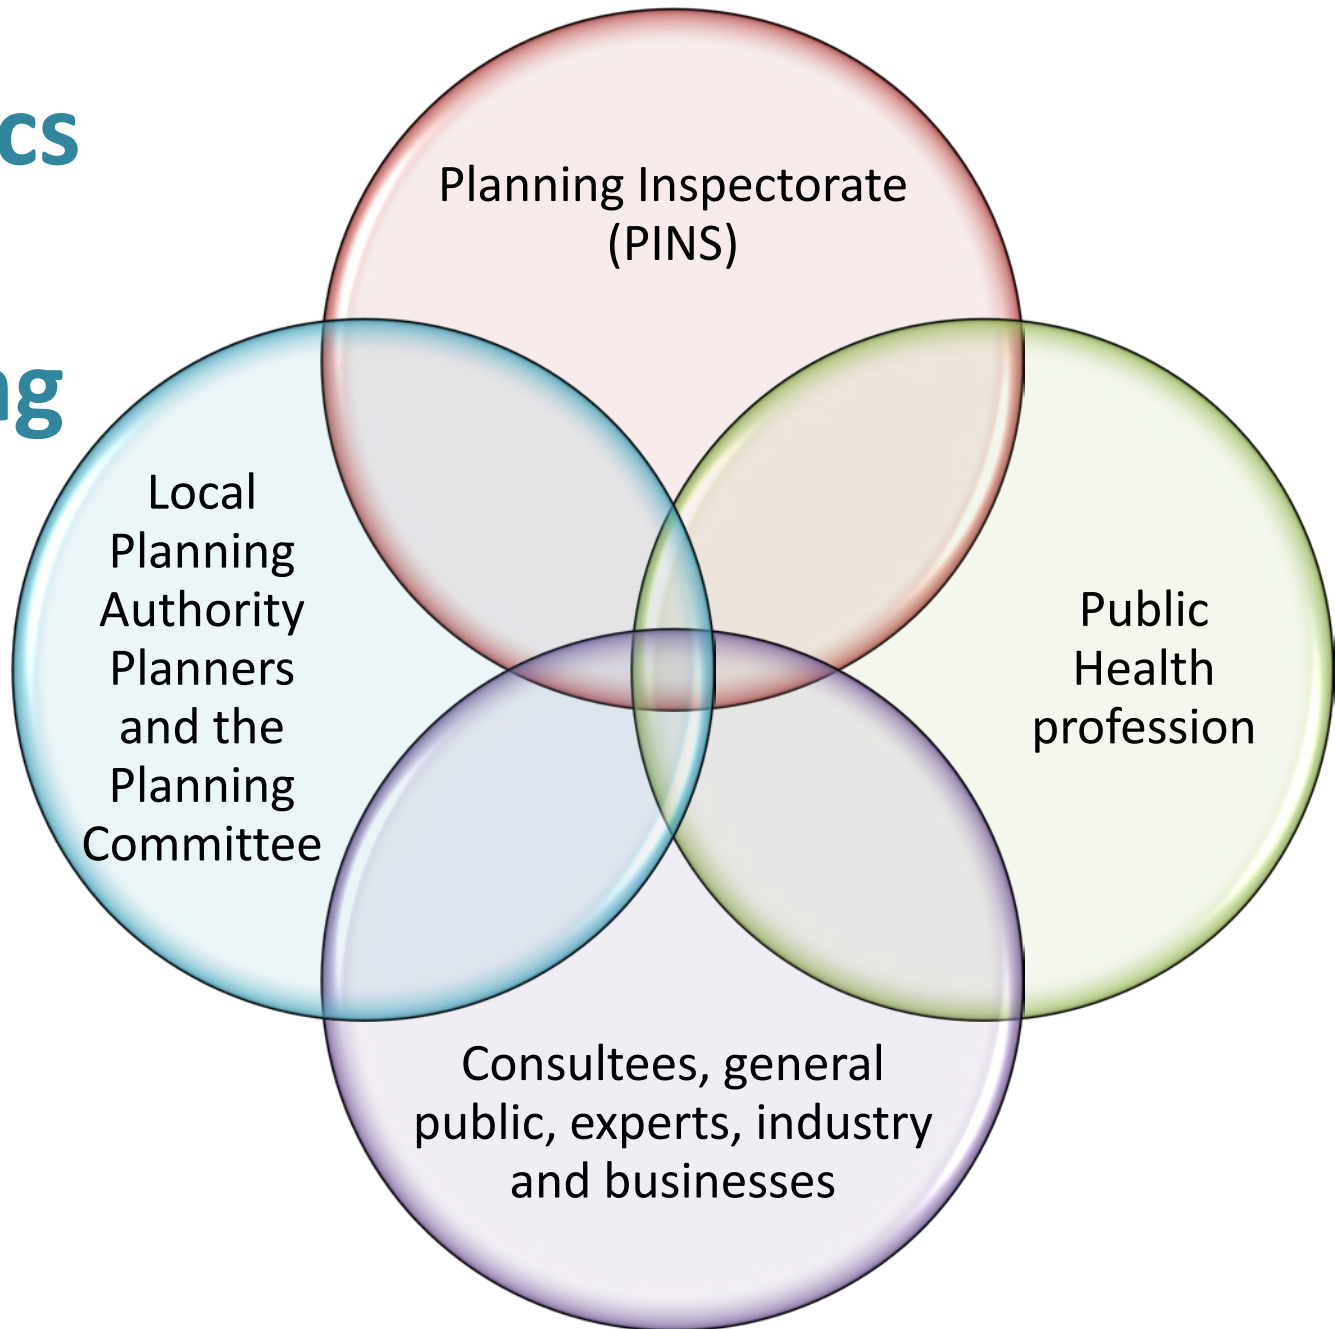 cs
Planning Inspectorate
(PINS)
Local
Planning
Authority
Planners
and the
Planning
Committee
Public
Health
profession
Consultees, general
public, experts, industry
and businesses